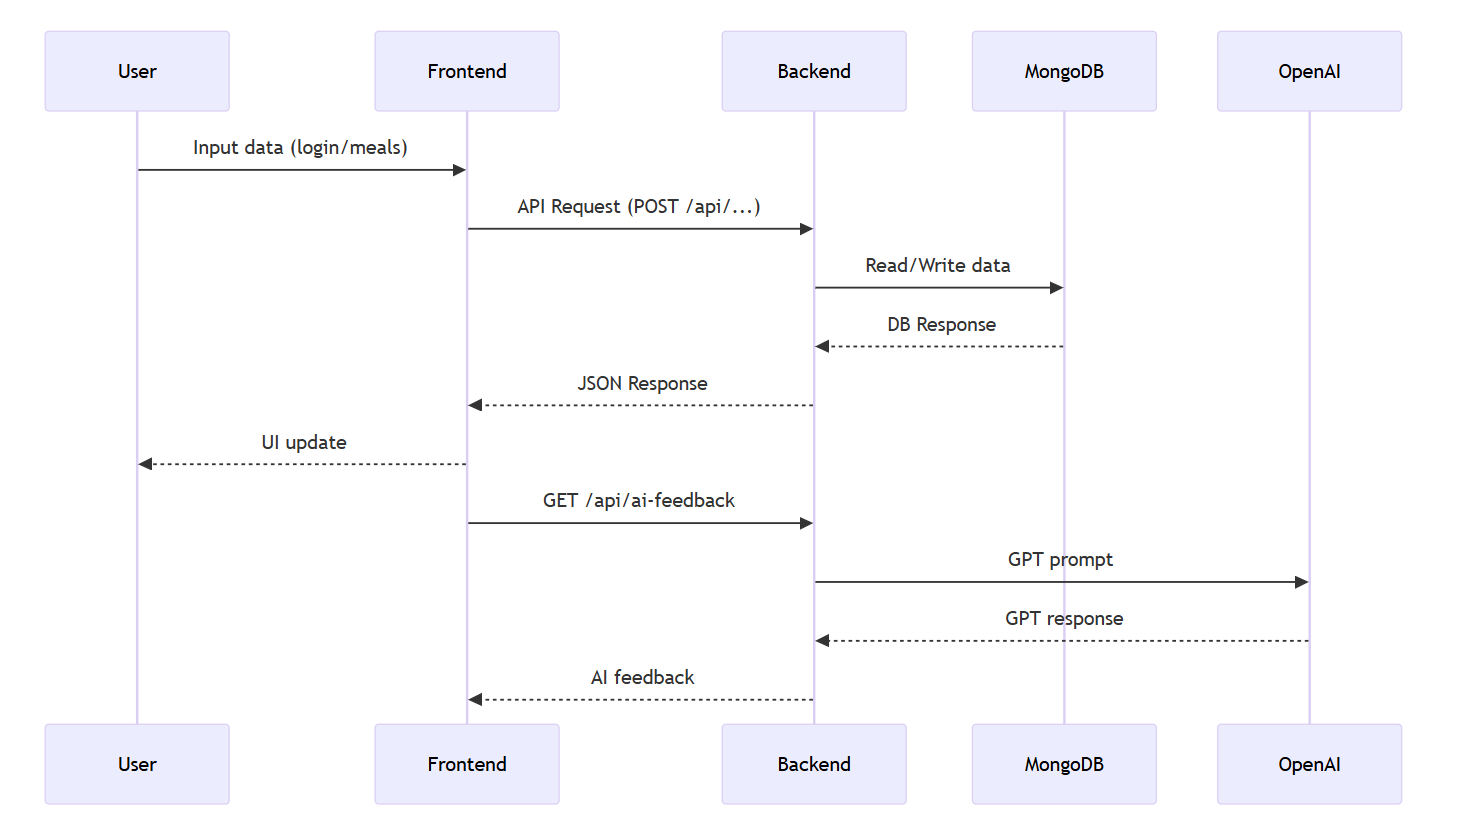 User
Frontend
Backend
MongoDB
OpenAI
Input data (login/meals)
API Request (POST /api/...)
Read/Write data
DB Response
JSON Response
UI update
GET /api/ai-feedback
GPT prompt
GPT response
AI feedback
User
Frontend
Backend
MongoDB
OpenAI